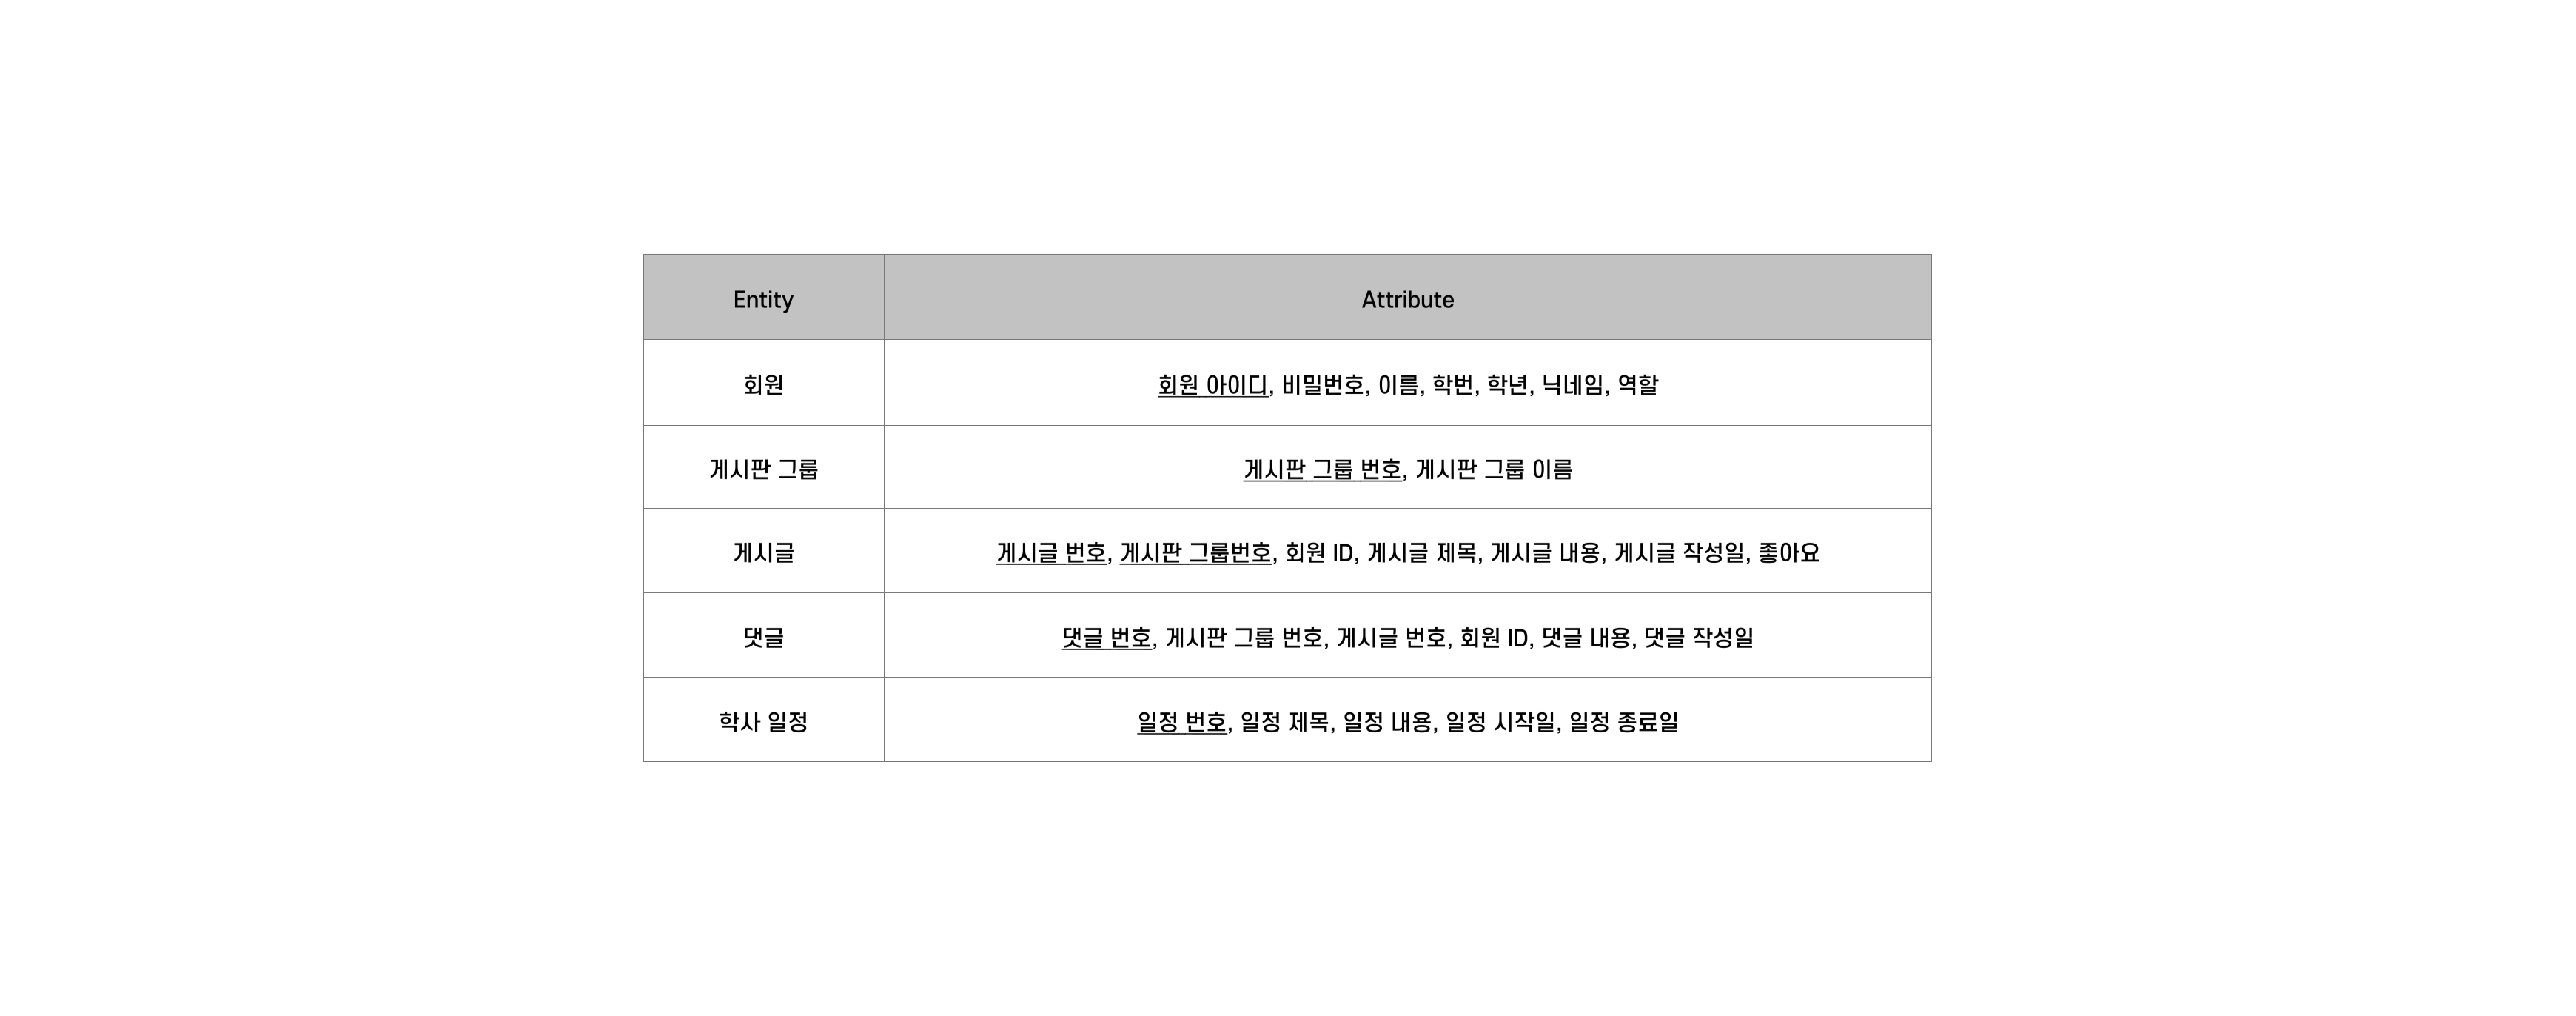 Entity Attribute
회원 회원 아이디, 비밀번호, 이름, 학번, 학년, 닉네임, 역할
게시판 그룹 게시판 그룹 번호, 게시판 그룹 이름
게시글 게시글 번호, 게시판 그룹번호, 회원 ID, 게시글 제목, 게시글 내용, 게시글 작성일, 좋아요
댓글 댓글 번호, 게시판 그룹 번호, 게시글 번호, 회원 ID, 댓글 내용, 댓글 작성일
학사 일정 일정 번호, 일정 제목, 일정 내용, 일정 시작일, 일정 종료일